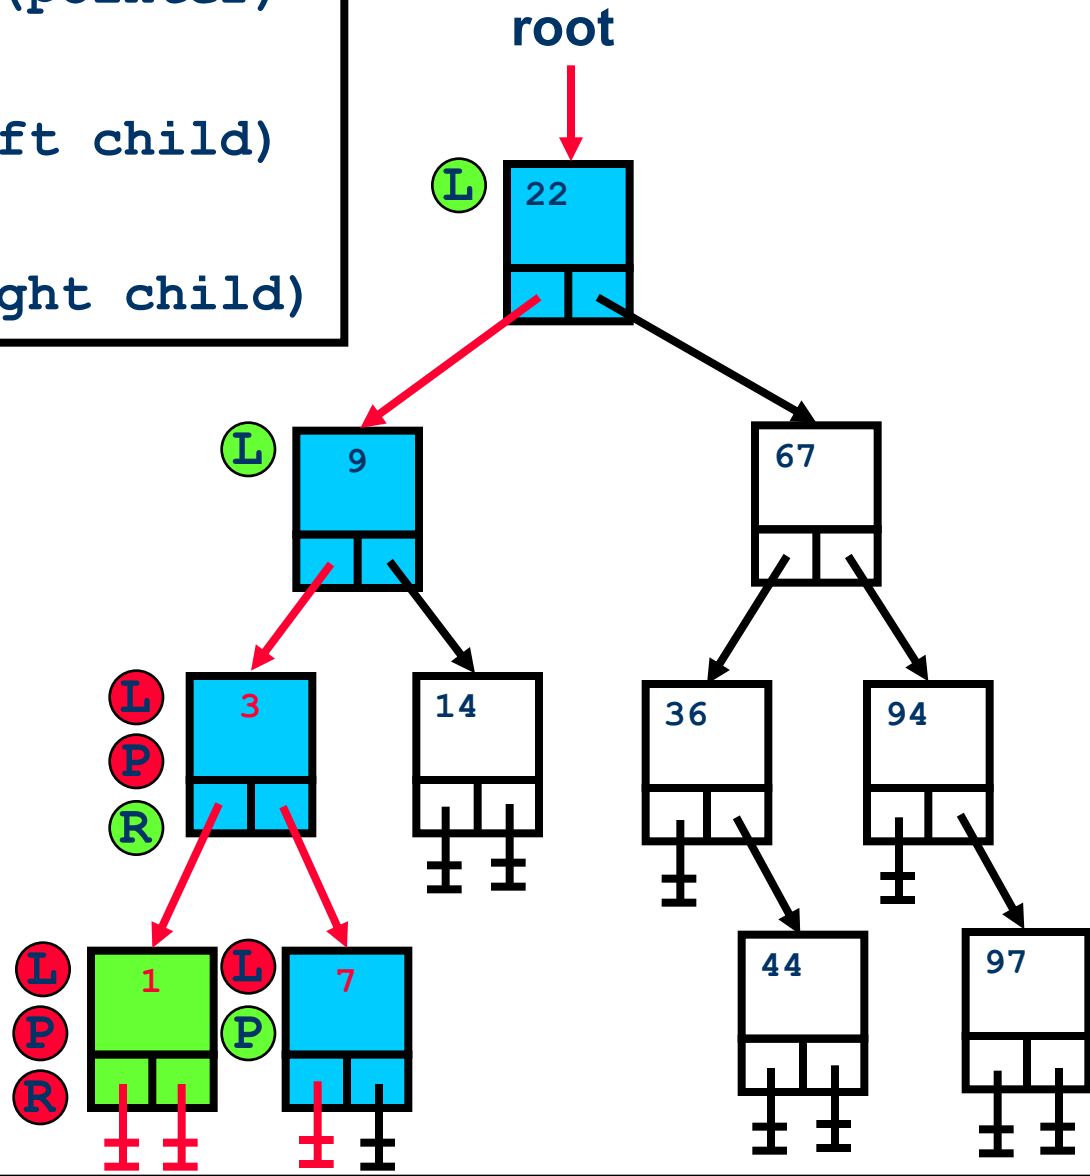 (pointer)
root
ft child)
L 22
ght child)
L 9
67
L 3
14
36
94
P
R
L 1
L 7
44
97
P
P
R